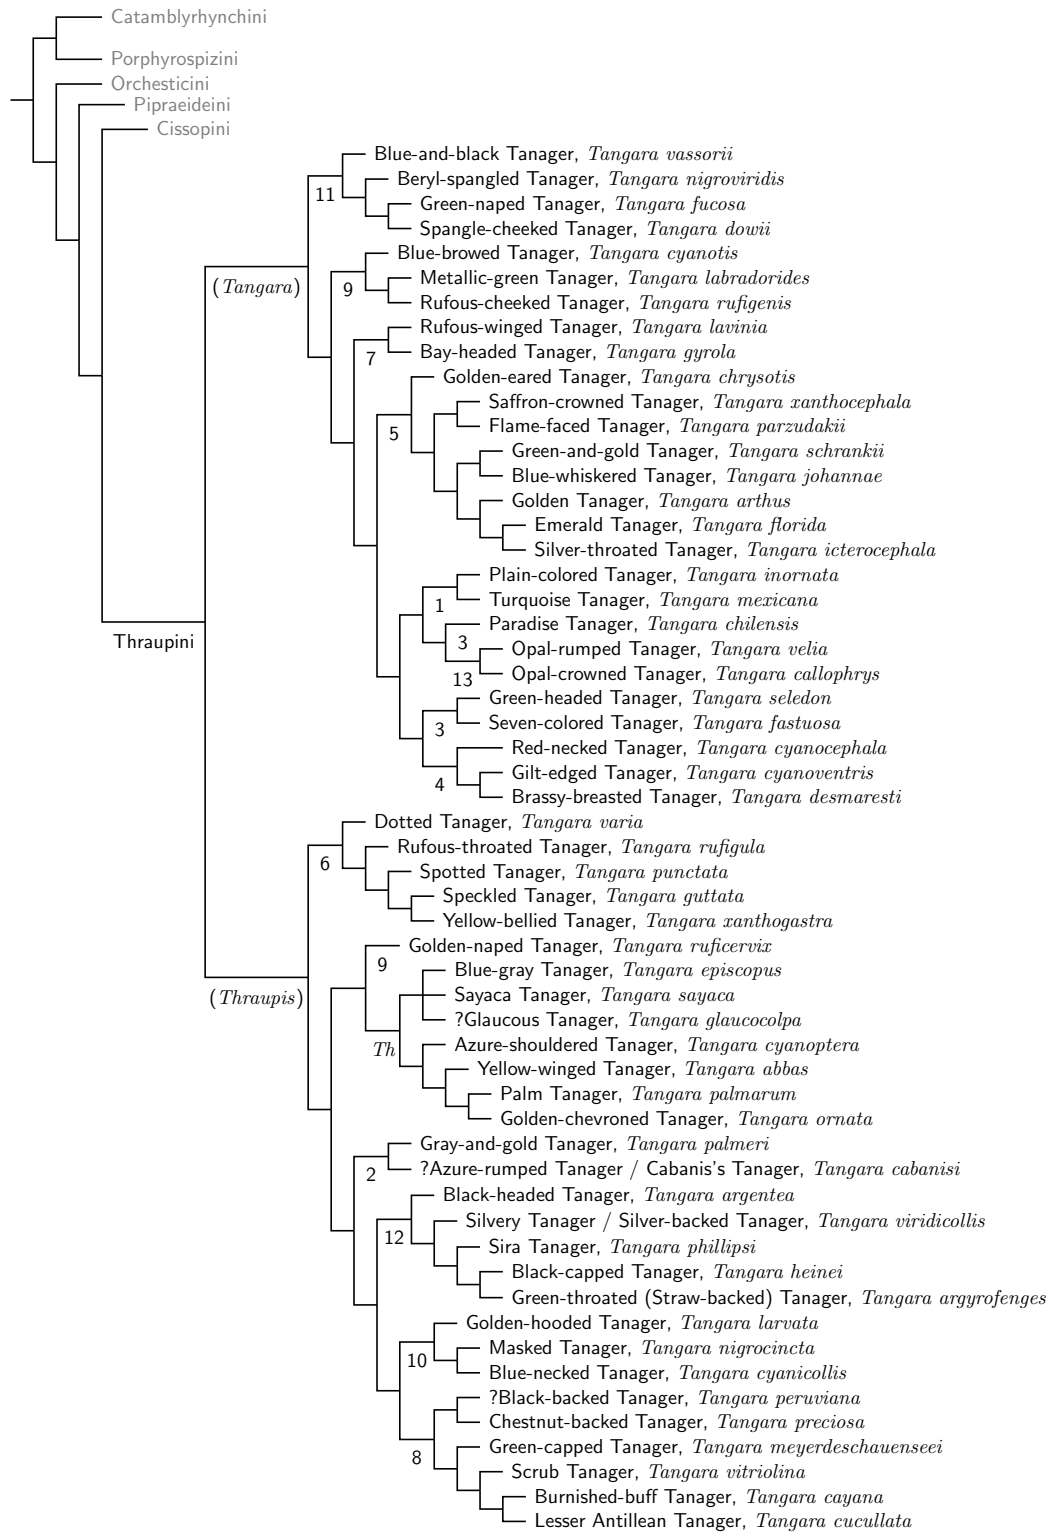 Catamblyrhynchini
Porphyrospizini
Orchesticini
Pipraeideini
Cissopini
Blue-and-black Tanager, Tangara vassorii
Beryl-spangled Tanager, Tangara nigroviridis
11
Green-naped Tanager, Tangara fucosa
Spangle-cheeked Tanager, Tangara dowii
Blue-browed Tanager, Tangara cyanotis
Metallic-green Tanager, Tangara labradorides
(Tangara)
9
Rufous-cheeked Tanager, Tangara rufigenis
Rufous-winged Tanager, Tangara lavinia
7
Bay-headed Tanager, Tangara gyrola
Golden-eared Tanager, Tangara chrysotis
Saffron-crowned Tanager, Tangara xanthocephala
5
Flame-faced Tanager, Tangara parzudakii
Green-and-gold Tanager, Tangara schrankii
Blue-whiskered Tanager, Tangara johannae
Golden Tanager, Tangara arthus
Emerald Tanager, Tangara florida
Silver-throated Tanager, Tangara icterocephala
Plain-colored Tanager, Tangara inornata
1
Turquoise Tanager, Tangara mexicana
Paradise Tanager, Tangara chilensis
Thraupini
3
Opal-rumped Tanager, Tangara velia
13
Opal-crowned Tanager, Tangara callophrys
Green-headed Tanager, Tangara seledon
3
Seven-colored Tanager, Tangara fastuosa
Red-necked Tanager, Tangara cyanocephala
4
Gilt-edged Tanager, Tangara cyanoventris
Brassy-breasted Tanager, Tangara desmaresti
Dotted Tanager, Tangara varia
Rufous-throated Tanager, Tangara rufigula
6
Spotted Tanager, Tangara punctata
Speckled Tanager, Tangara guttata
Yellow-bellied Tanager, Tangara xanthogastra
Golden-naped Tanager, Tangara ruficervix
9
Blue-gray Tanager, Tangara episcopus
(Thraupis)
Sayaca Tanager, Tangara sayaca
?Glaucous Tanager, Tangara glaucocolpa
Th
Azure-shouldered Tanager, Tangara cyanoptera
Yellow-winged Tanager, Tangara abbas
Palm Tanager, Tangara palmarum
Golden-chevroned Tanager, Tangara ornata
Gray-and-gold Tanager, Tangara palmeri
2
?Azure-rumped Tanager / Cabanis's Tanager, Tangara cabanisi
Black-headed Tanager, Tangara argentea
Silvery Tanager / Silver-backed Tanager, Tangara viridicollis
12
Sira Tanager, Tangara phillipsi
Black-capped Tanager, Tangara heinei
Green-throated (Straw-backed) Tanager, Tangara argyrofenges
Golden-hooded Tanager, Tangara larvata
Masked Tanager, Tangara nigrocincta
10
Blue-necked Tanager, Tangara cyanicollis
?Black-backed Tanager, Tangara peruviana
Chestnut-backed Tanager, Tangara preciosa
Green-capped Tanager, Tangara meyerdeschauenseei
8
Scrub Tanager, Tangara vitriolina
Burnished-buff Tanager, Tangara cayana
Lesser Antillean Tanager, Tangara cucullata